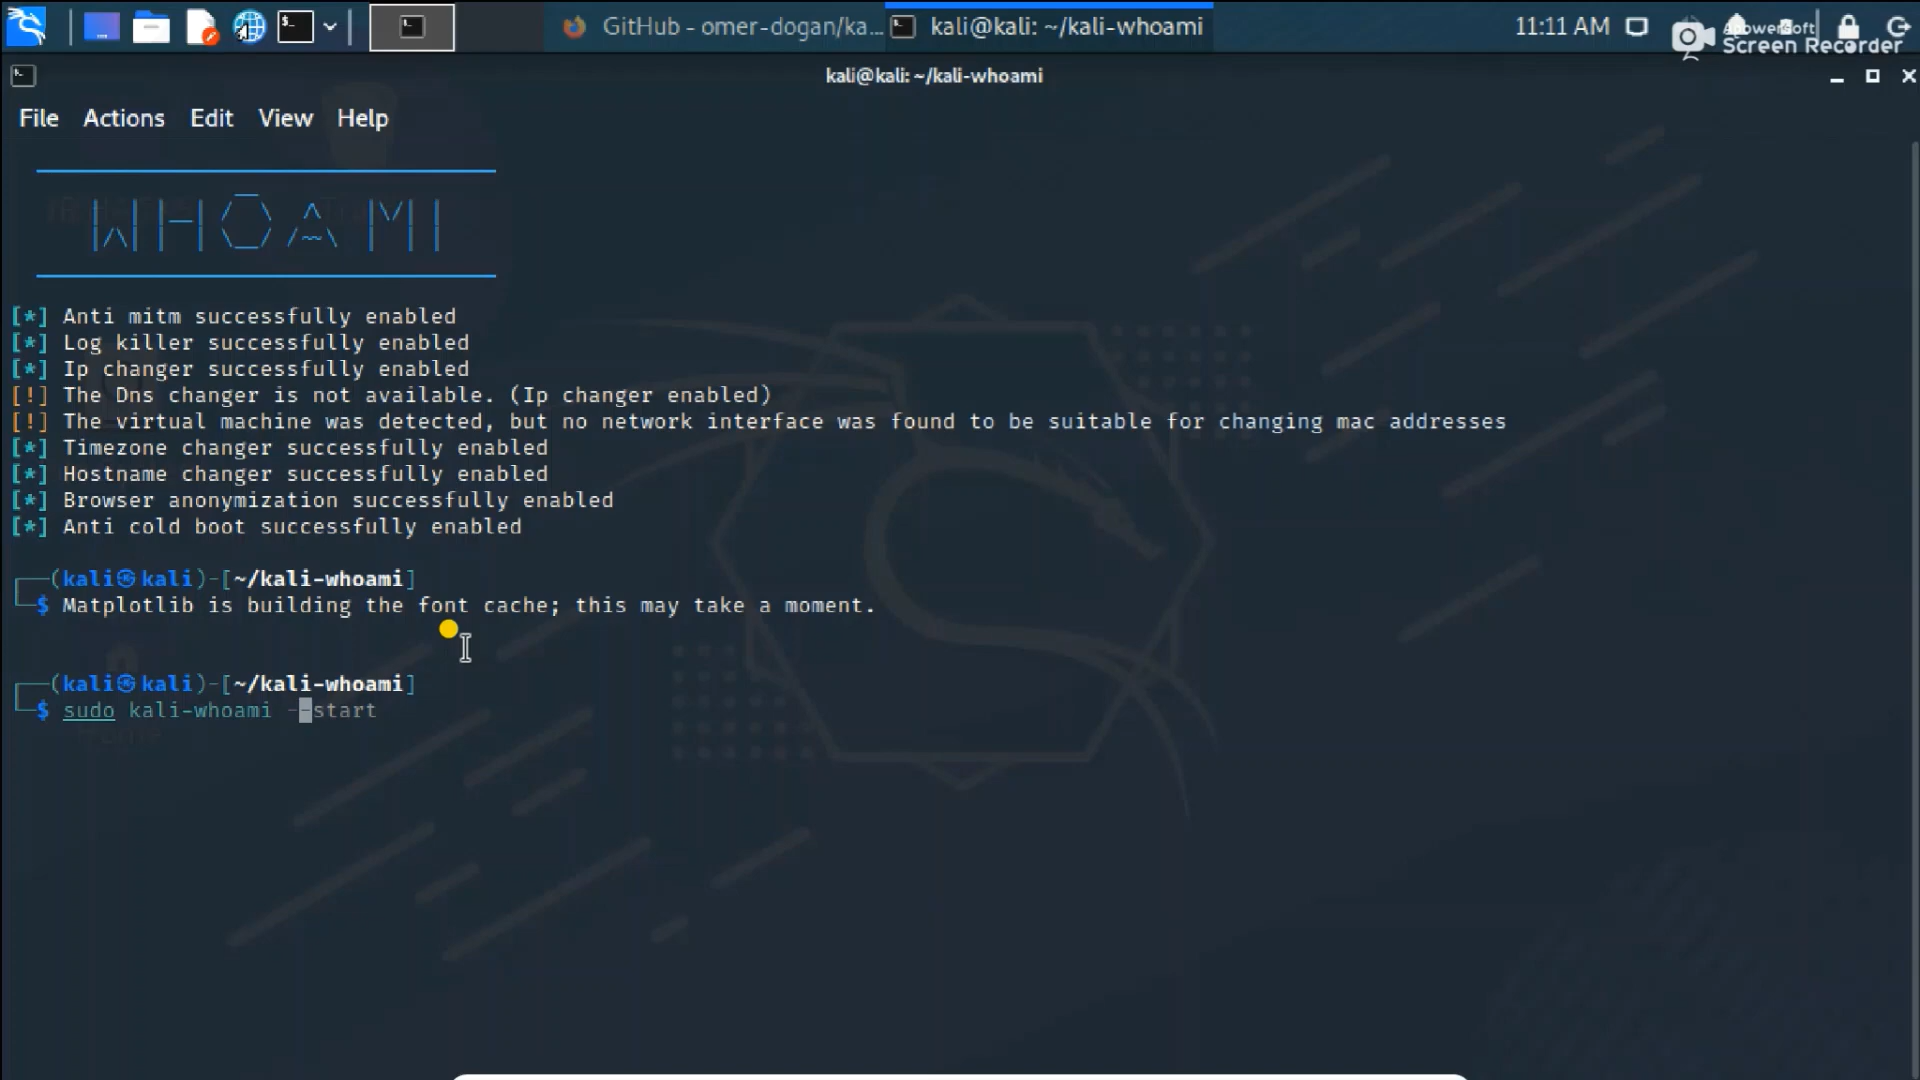 GitHub - omer-dogan/ka...
kali@kali: ~/kali-whoami
11:11 AM
Apowersoft
Screen Recorder
kali@kali: ~/kali-whoami
File Actions Edit View Help
WHOAMI
[*] Anti mitm successfully enabled
[*] Log killer successfully enabled
[*] Ip changer successfully enabled
[!] The Dns changer is not available. (Ip changer enabled)
[!] The virtual machine was detected, but no network interface was found to be suitable for changing mac addresses
[*] Timezone changer successfully enabled
[*] Hostname changer successfully enabled
[*] Browser anonymization successfully enabled
[*] Anti cold boot successfully enabled
┌──(kali㉿kali)-[~/kali-whoami]
└─$ Matplotlib is building the font cache; this may take a moment.
┌──(kali㉿kali)-[~/kali-whoami]
└─$ sudo kali-whoami --start